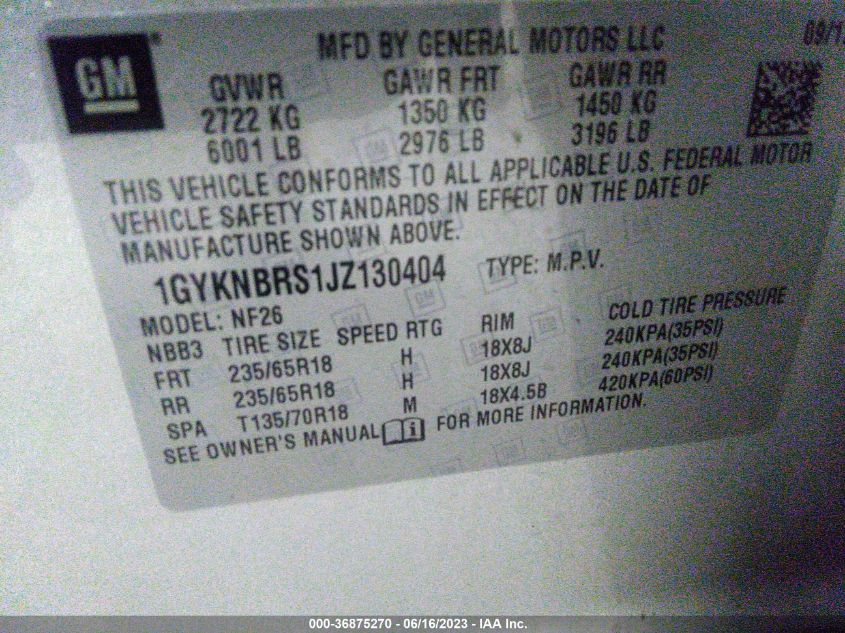 GM®
MFD BY GENERAL MOTORS LLC
GVWR GAWR FRT GAWR RR
2722 KG 1350 KG 1450 KG
6001 LB 2976 LB 3196 LB
THIS VEHICLE CONFORMS TO ALL APPLICABLE U.S. FEDERAL MOTOR
VEHICLE SAFETY STANDARDS IN EFFECT ON THE DATE OF
MANUFACTURE SHOWN ABOVE.
1GYKNBRS1JZ130404 TYPE: M.P.V.
MODEL: NF26
NBB3 TIRE SIZE SPEED RTG RIM COLD TIRE PRESSURE
FRT 235/65R18 H 18X8J 240KPA(35PSI)
RR 235/65R18 H 18X8J 240KPA(35PSI)
SPA T135/70R18 M 18X4.5B 420KPA(60PSI)
SEE OWNER'S MANUAL FOR MORE INFORMATION.
000-36875270 - 06/16/2023 - IAA Inc.